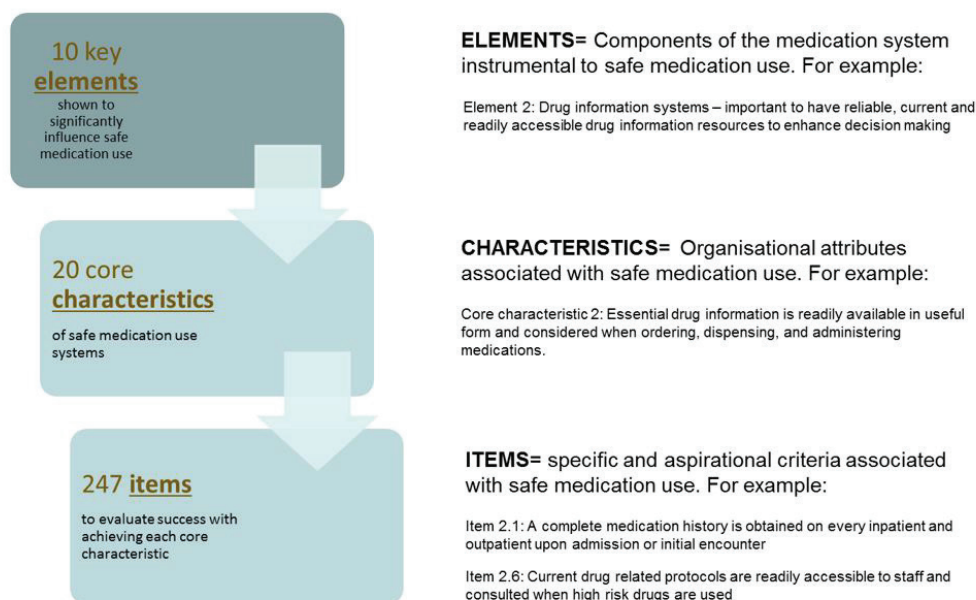 10 key
elements
shown to
significantly
influence safe
medication use
ELEMENTS= Components of the medication system
instrumental to safe medication use. For example:
Element 2: Drug information systems – important to have reliable, current and
readily accessible drug information resources to enhance decision making
20 core
characteristics
of safe medication use
systems
CHARACTERISTICS= Organisational attributes
associated with safe medication use. For example:
Core characteristic 2: Essential drug information is readily available in useful
form and considered when ordering, dispensing, and administering
medications.
247 items
to evaluate success with
achieving each core
characteristic
ITEMS= specific and aspirational criteria associated
with safe medication use. For example:
Item 2.1: A complete medication history is obtained on every inpatient and
outpatient upon admission or initial encounter
Item 2.6: Current drug related protocols are readily accessible to staff and
consulted when high risk drugs are used